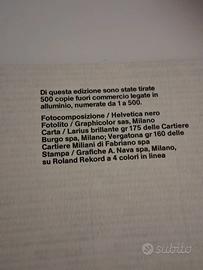 Di questa edizione sono state tirate
500 copie fuori commercio legate in
alluminio, numerate da 1 a 500.
Fotocomposizione / Helvetica nero
Fotolito / Graphicolor sas, Milano
Carta / Larius brillante gr 175 delle Cartiere
Burgo spa, Milano; Vergatona gr 160 delle
Cartiere Miliani di Fabriano spa
Stampa / Grafiche A. Nava spa, Milano,
su Roland Rekord a 4 colori in linea
subito